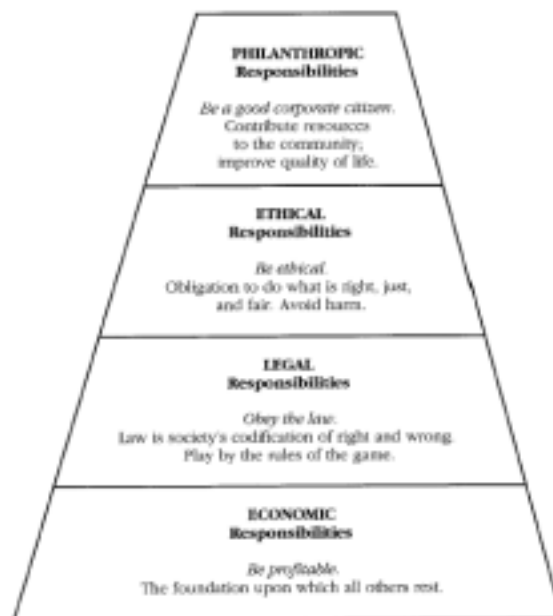 PHILANTHROPIC
Responsibilities
Be a good corporate citizen.
Contribute resources
to the community;
improve quality of life.
ETHICAL
Responsibilities
Be ethical.
Obligation to do what is right, just,
and fair. Avoid harm.
LEGAL
Responsibilities
Obey the law.
Law is society's codification of right and wrong.
Play by the rules of the game.
ECONOMIC
Responsibilities
Be profitable.
The foundation upon which all others rest.